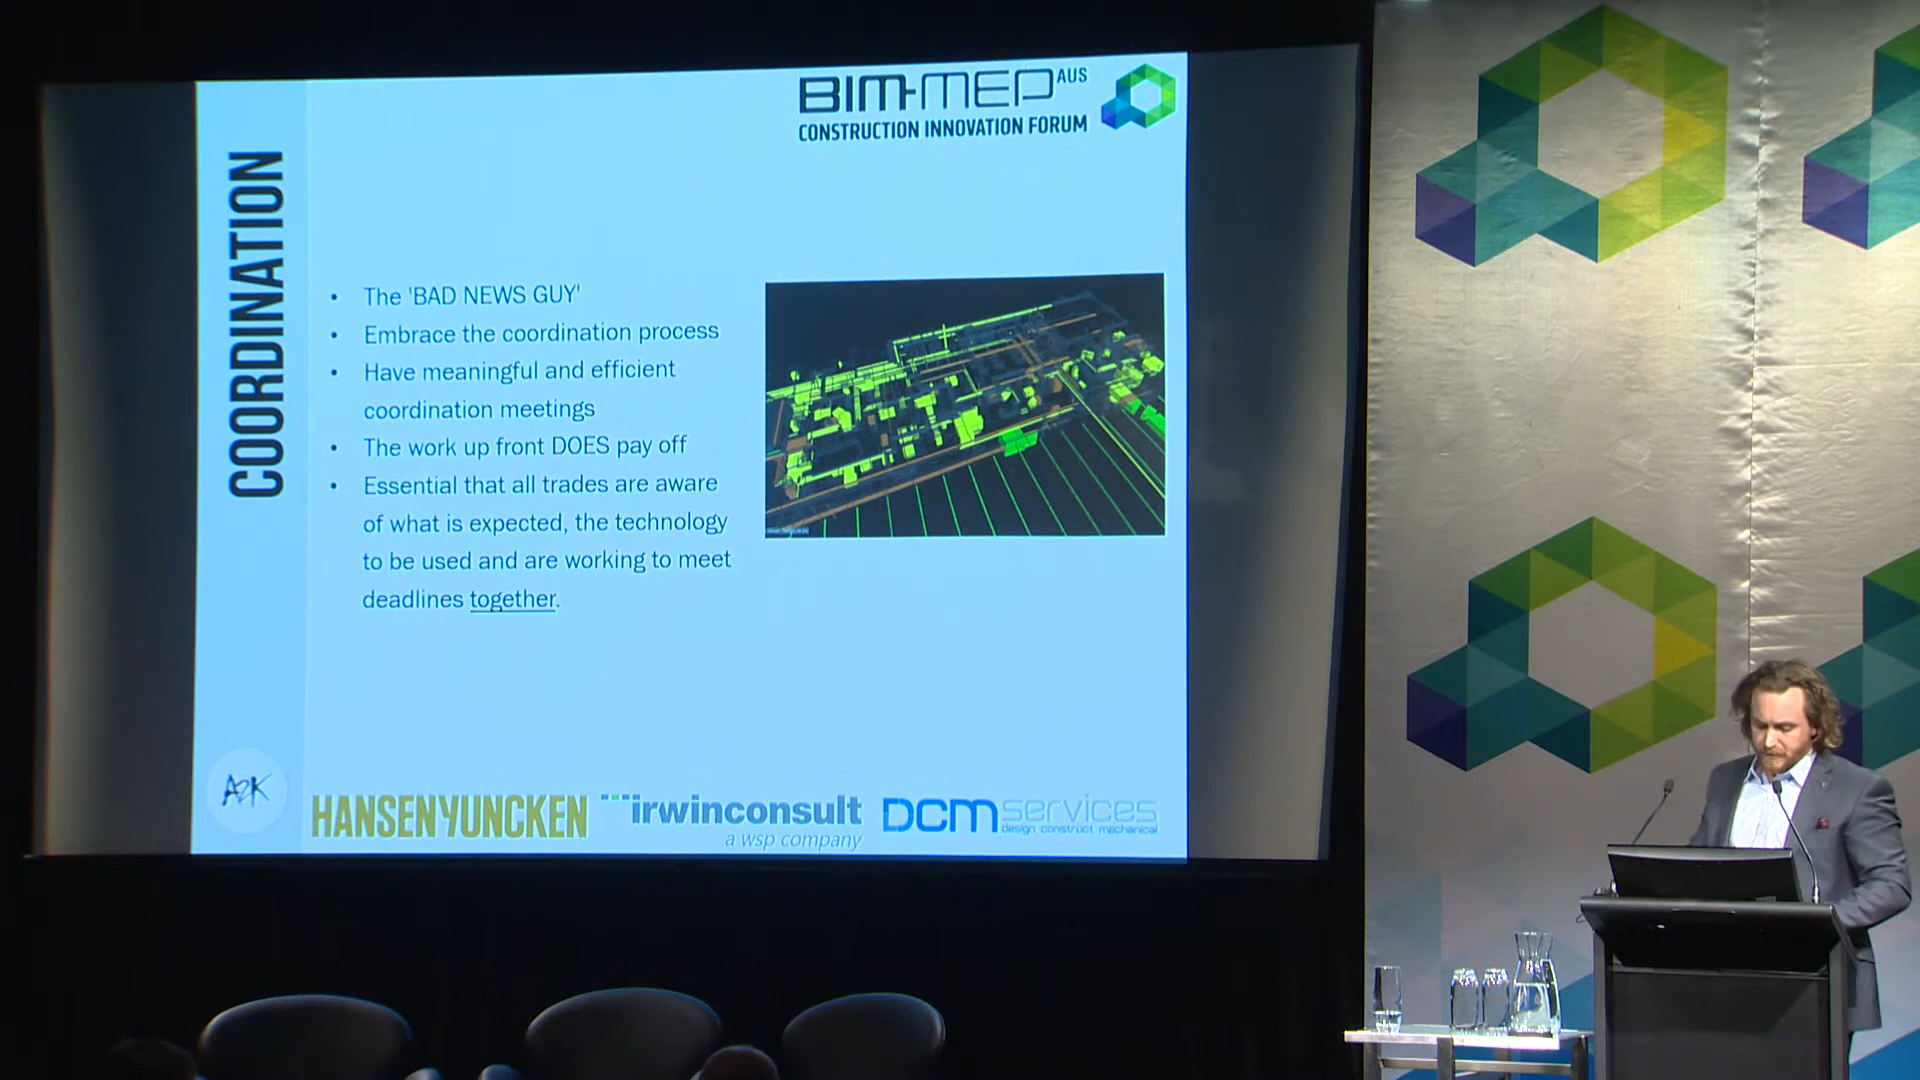 BIM-MEP AUS
CONSTRUCTION INNOVATION FORUM
COORDINATION
• The 'BAD NEWS GUY'
• Embrace the coordination process
• Have meaningful and efficient
coordination meetings
• The work up front DOES pay off
• Essential that all trades are aware
of what is expected, the technology
to be used and are working to meet
deadlines together.
A2K
HANSEN YUNCKEN
irwinconsult
a wsp company
DCM services
design construct mechanical